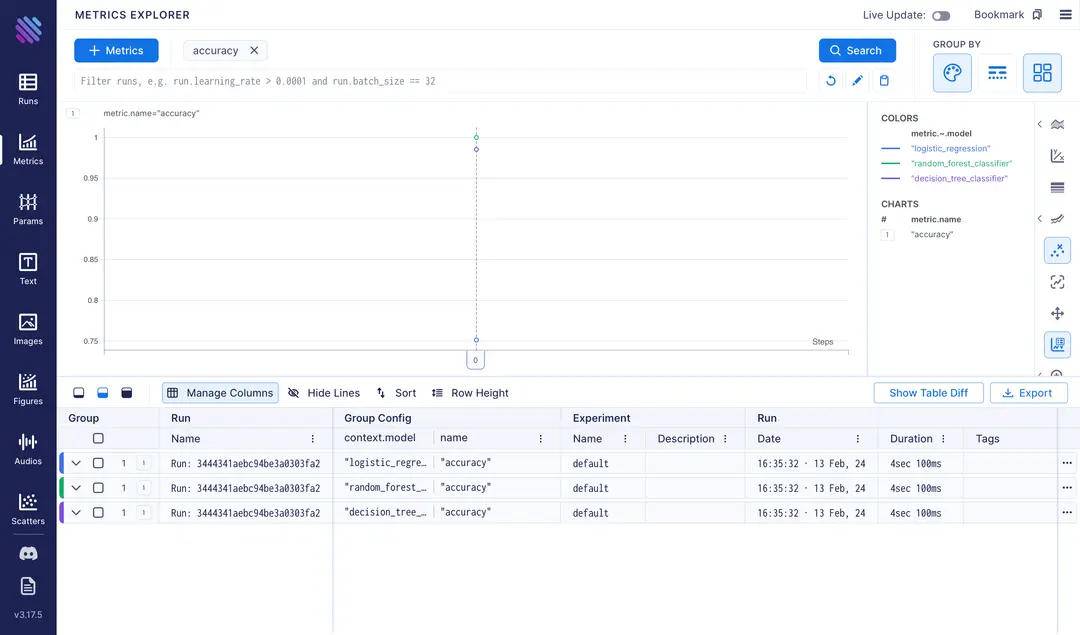 METRICS EXPLORER
Live Update:
Bookmark
Metrics
accuracy
Search
GROUP BY
Filter runs, e.g. run.learning_rate > 0.0001 and run.batch_size == 32
Runs
Metrics
Params
Text
Images
Figures
Audios
Scatters
v3.17.5
1
metric.name="accuracy"
1
0.95
0.9
0.85
0.8
0.75
Steps
0
COLORS
metric.~.model
"logistic_regression"
"random_forest_classifier"
"decision_tree_classifier"
CHARTS
# metric.name
1 "accuracy"
Manage Columns
Hide Lines
Sort
Row Height
Show Table Diff
Export
Group Run Group Config Experiment Run
Name context.model name Name Description Date Duration Tags
1 1 Run: 3444341aebc94be3a0303fa2 "logistic_regre… "accuracy" default 16:35:32 · 13 Feb, 24 4sec 100ms
1 1 Run: 3444341aebc94be3a0303fa2 "random_forest_… "accuracy" default 16:35:32 · 13 Feb, 24 4sec 100ms
1 1 Run: 3444341aebc94be3a0303fa2 "decision_tree_… "accuracy" default 16:35:32 · 13 Feb, 24 4sec 100ms